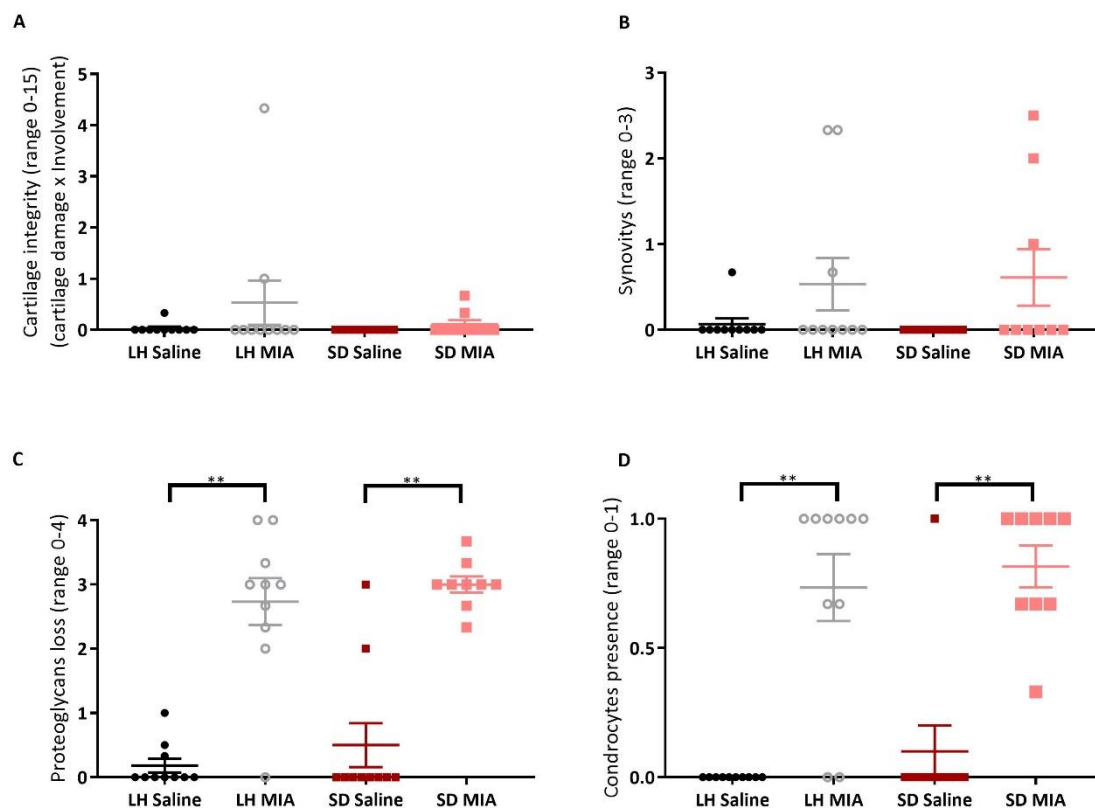 A
Cartilage integrity (range 0-15)
(cartilage damage x Involvement)
5
4
3
2
1
0
LH Saline LH MIA SD Saline SD MIA
B
Synovitys (range 0-3)
3
2
1
0
LH Saline LH MIA SD Saline SD MIA
C
Proteoglycans loss (range 0-4)
** **
4
3
2
1
0
LH Saline LH MIA SD Saline SD MIA
D
Condrocytes presence (range 0-1)
** **
1.0
0.5
0.0
LH Saline LH MIA SD Saline SD MIA